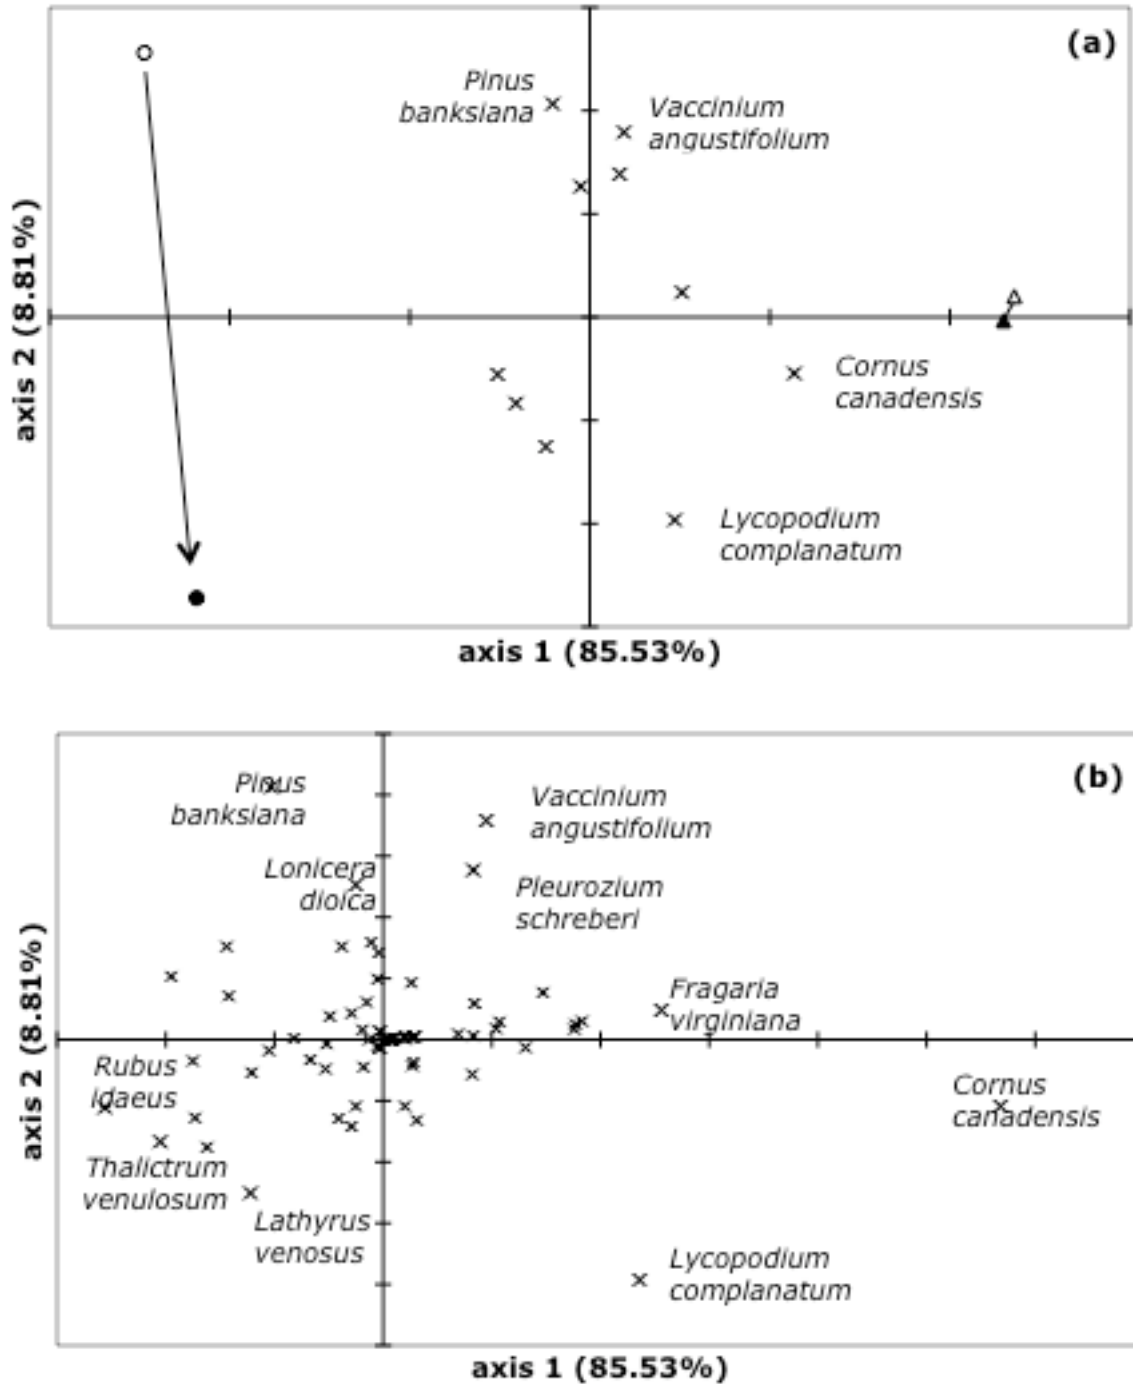 (a)
Pinus
banksiana
Vaccinium
angustifolium
Cornus
canadensis
Lycopodium
complanatum
axis 2 (8.81%)
axis 1 (85.53%)
(b)
Pinus
banksiana
Vaccinium
angustifolium
Lonicera
dioica
Pleurozium
schreberi
Fragaria
virginiana
Rubus
idaeus
Cornus
canadensis
Thalictrum
venulosum
Lathyrus
venosus
Lycopodium
complanatum
axis 2 (8.81%)
axis 1 (85.53%)